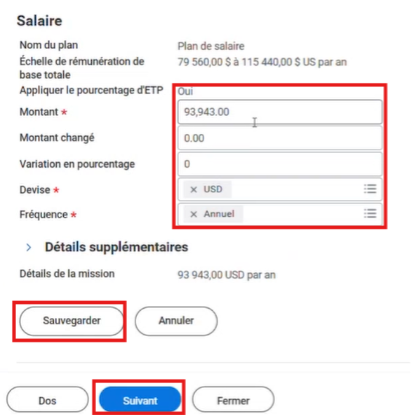 Salaire
Nom du plan Plan de salaire
Échelle de rémunération de base totale 79 560,00 $ à 115 440,00 $ US par an
Appliquer le pourcentage d'ETP Oui
Montant * 93,943.00
Montant changé 0.00
Variation en pourcentage 0
Devise * × USD
Fréquence * × Annuel
> Détails supplémentaires
Détails de la mission 93 943,00 USD par an
Sauvegarder Annuler
Dos Suivant Fermer